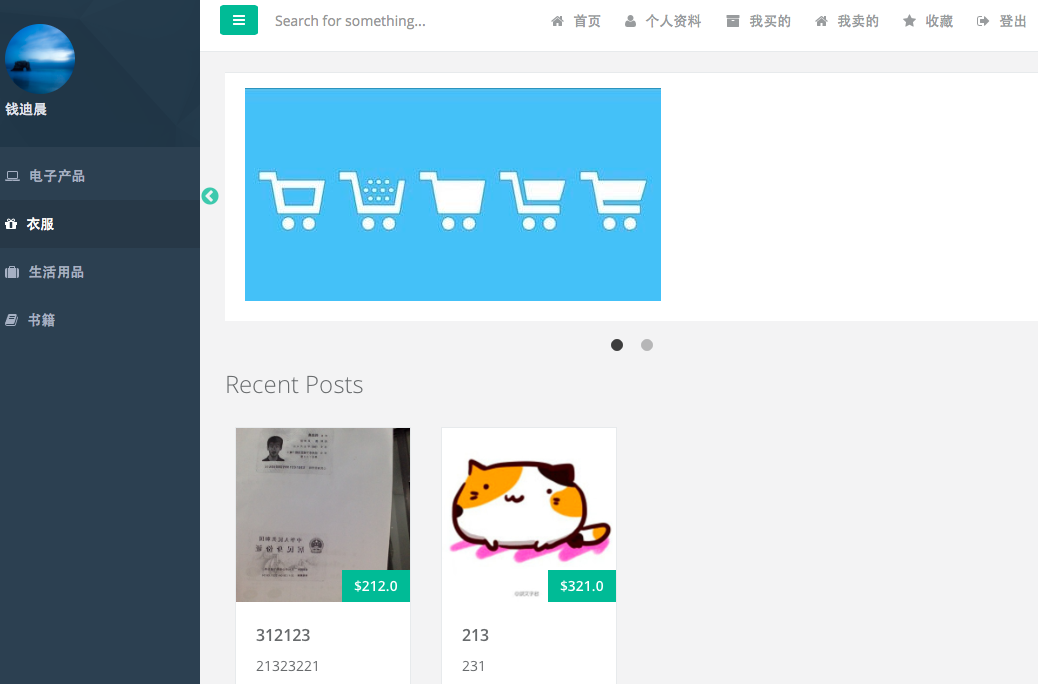 Search for something...
首页
个人资料
我买的
我卖的
收藏
登出
钱迪晨
电子产品
衣服
生活用品
书籍
Recent Posts
$212.0
$321.0
312123
213
21323221
231